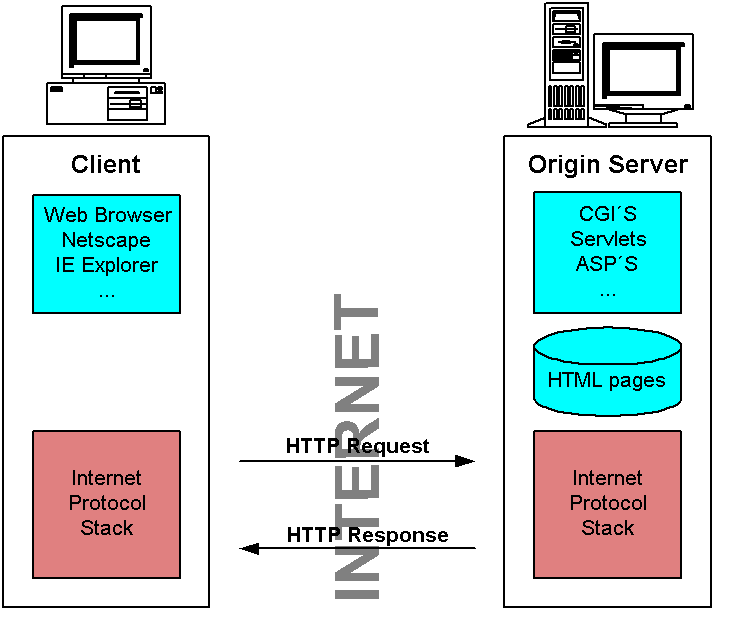 Client
Web Browser
Netscape
IE Explorer
...
Internet
Protocol
Stack
INTERNET
HTTP Request
HTTP Response
Origin Server
CGI´S
Servlets
ASP´S
...
HTML pages
Internet
Protocol
Stack